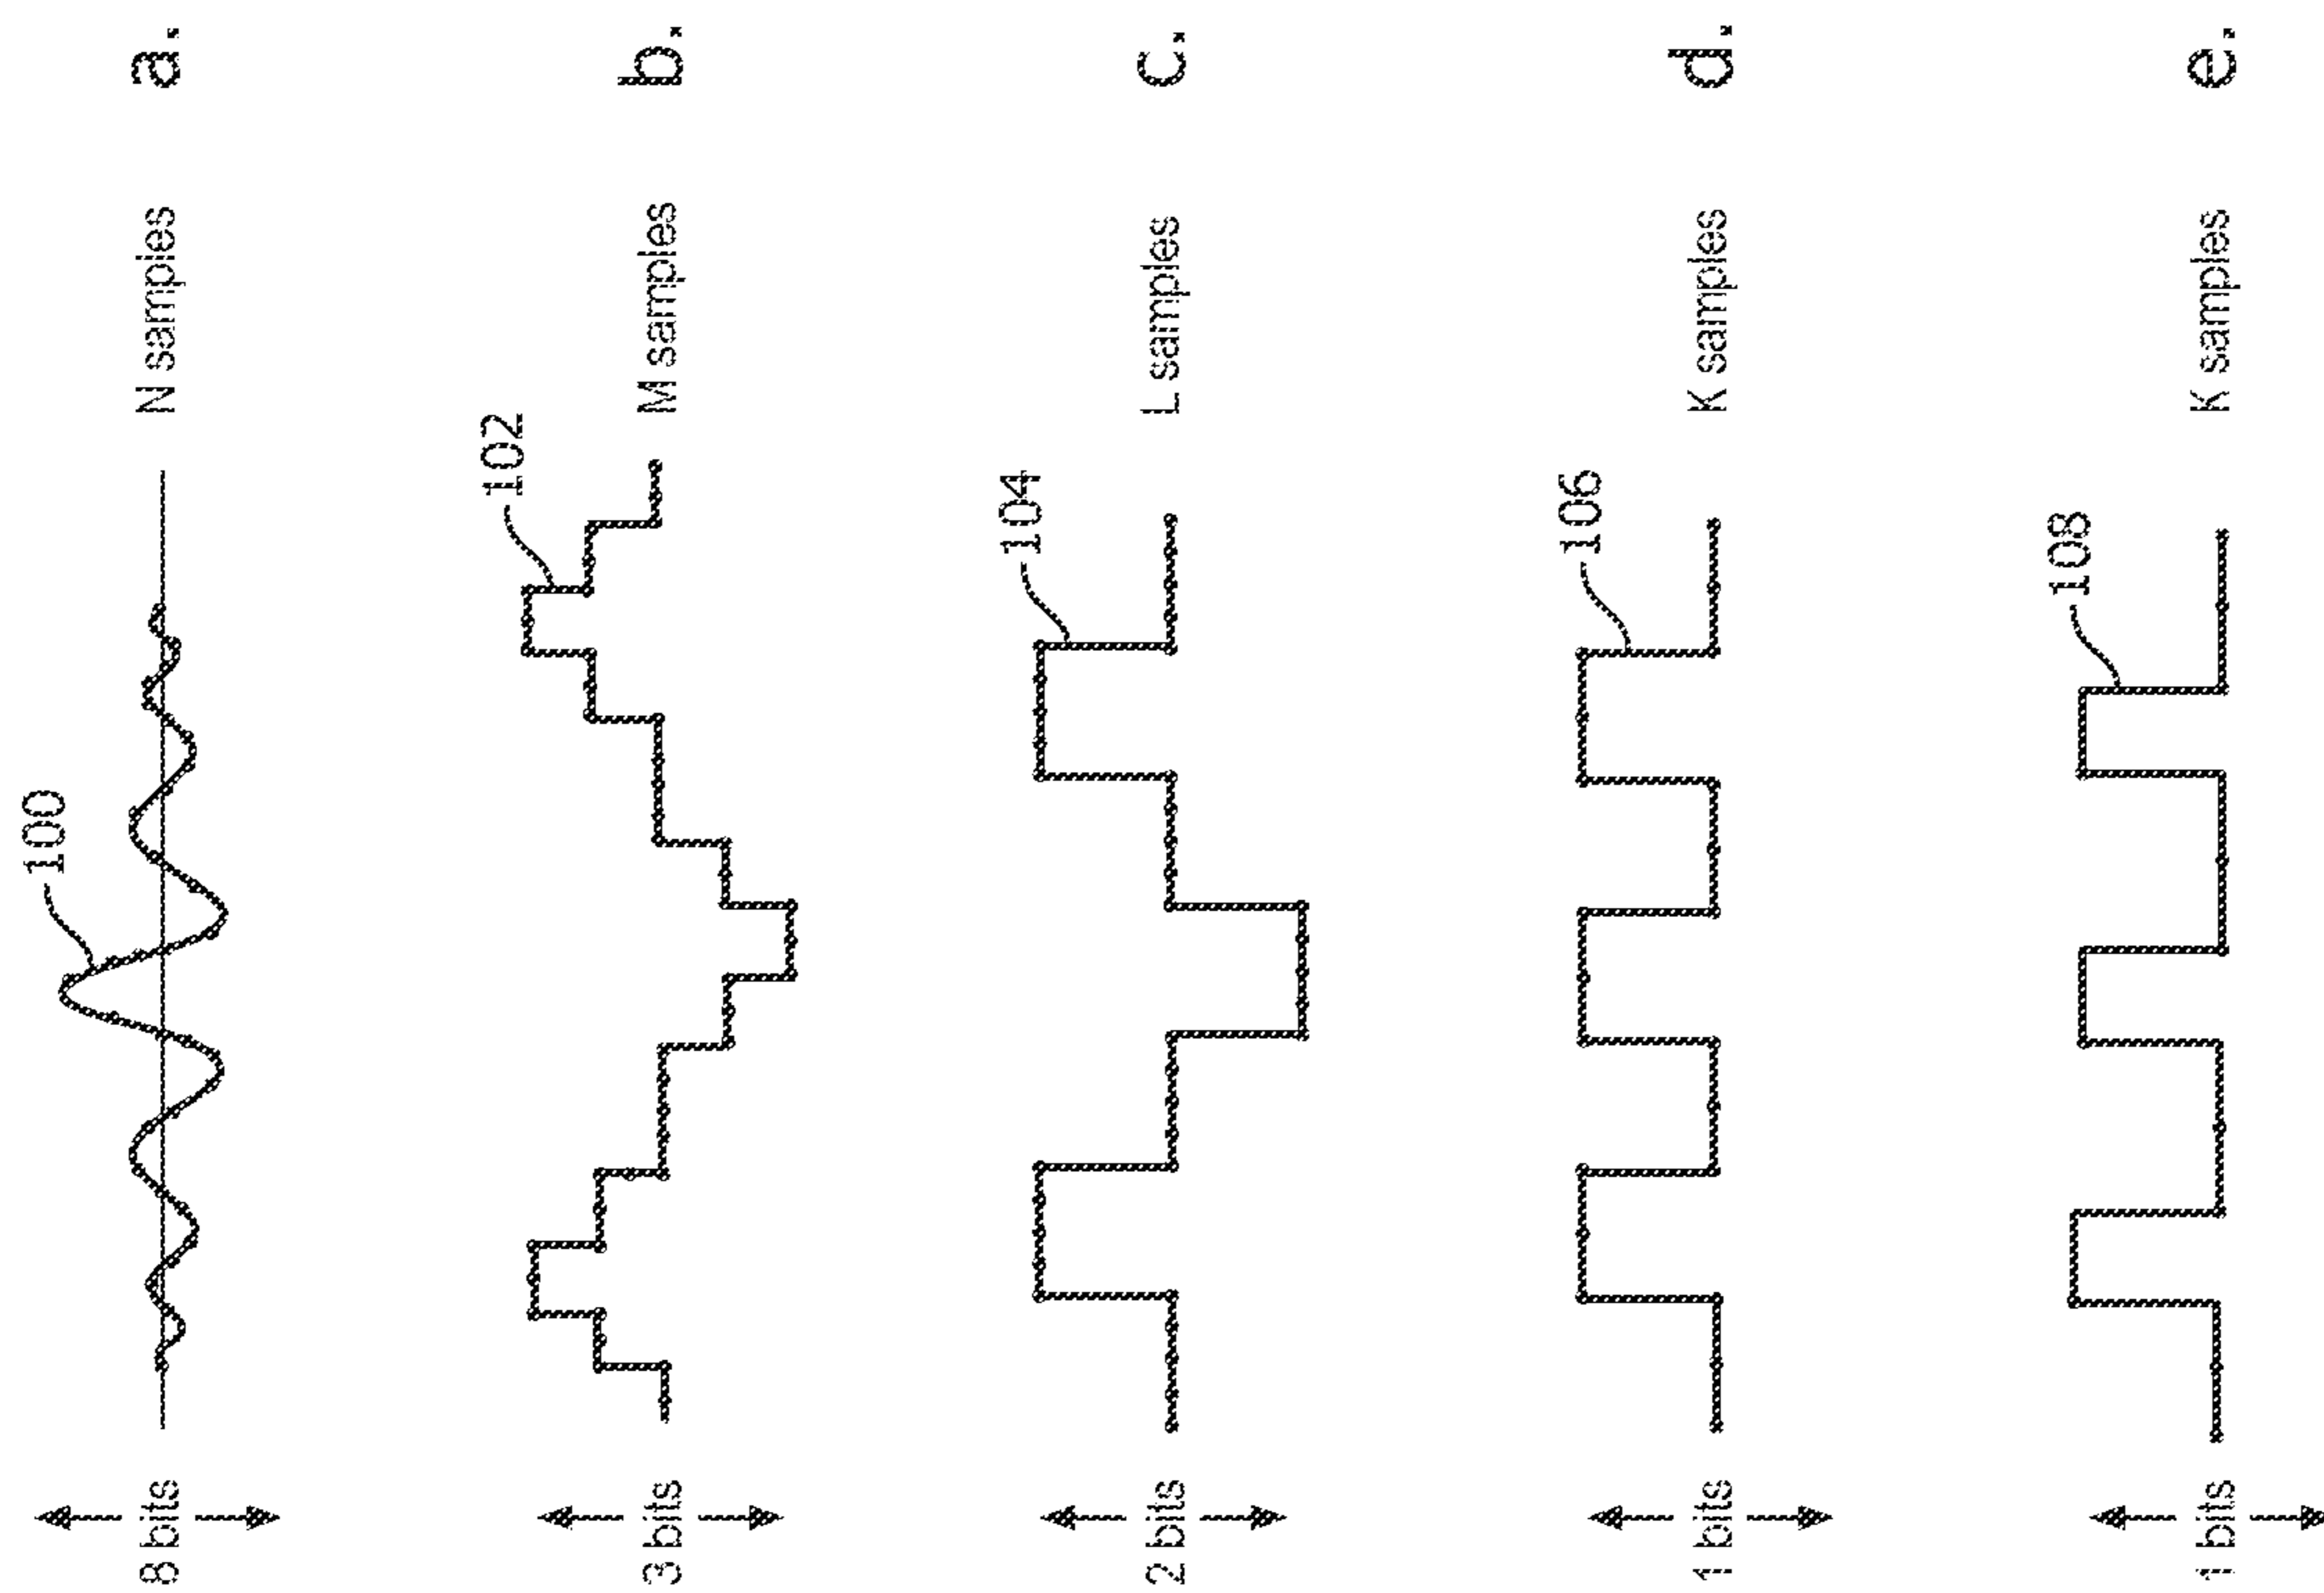 100
8 bits
N samples
a.
102
3 bits
M samples
b.
104
2 bits
L samples
c.
106
1 bits
K samples
d.
108
1 bits
K samples
e.